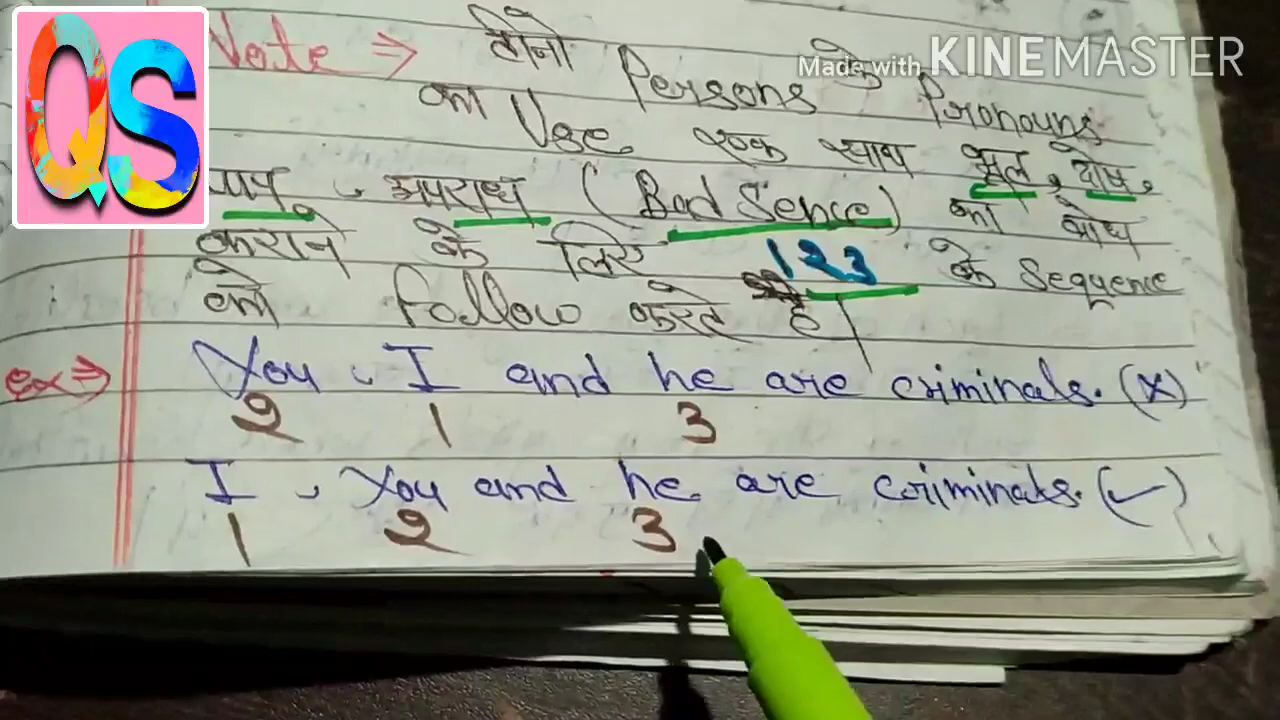 QS
Made with KINEMASTER
Note ⇒ तीनो Persons के Pronouns
का Use एक साथ भूल, दोष,
पाप, अपराध (Bad Sence) का बोध
कराने के लिए 123 के Sequence
को follow करते है|
ex ⇒ You, I and he are criminals. (×)
2 1 3
I, You and he are criminals. (✓)
1 2 3